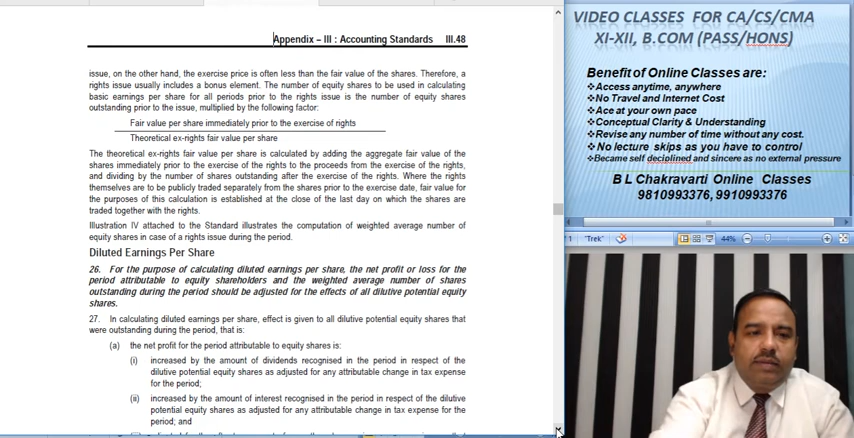 Appendix – III : Accounting Standards III.48
issue, on the other hand, the exercise price is often less than the fair value of the shares. Therefore, a
rights issue usually includes a bonus element. The number of equity shares to be used in calculating
basic earnings per share for all periods prior to the rights issue is the number of equity shares
outstanding prior to the issue, multiplied by the following factor:
Fair value per share immediately prior to the exercise of rights
Theoretical ex-rights fair value per share
The theoretical ex-rights fair value per share is calculated by adding the aggregate fair value of the
shares immediately prior to the exercise of the rights to the proceeds from the exercise of the rights,
and dividing by the number of shares outstanding after the exercise of the rights. Where the rights
themselves are to be publicly traded separately from the shares prior to the exercise date, fair value for
the purposes of this calculation is established at the close of the last day on which the shares are
traded together with the rights.
Illustration IV attached to the Standard illustrates the computation of weighted average number of
equity shares in case of a rights issue during the period.
Diluted Earnings Per Share
26. For the purpose of calculating diluted earnings per share, the net profit or loss for the
period attributable to equity shareholders and the weighted average number of shares
outstanding during the period should be adjusted for the effects of all dilutive potential equity
shares.
27. In calculating diluted earnings per share, effect is given to all dilutive potential equity shares that
were outstanding during the period, that is:
(a) the net profit for the period attributable to equity shares is:
(i) increased by the amount of dividends recognised in the period in respect of the
dilutive potential equity shares as adjusted for any attributable change in tax expense
for the period;
(ii) increased by the amount of interest recognised in the period in respect of the dilutive
potential equity shares as adjusted for any attributable change in tax expense for the
period; and
VIDEO CLASSES FOR CA/CS/CMA
XI-XII, B.COM (PASS/HONS)
Benefit of Online Classes are:
❖Access anytime, anywhere
❖No Travel and Internet Cost
❖Ace at your own pace
❖Conceptual Clarity & Understanding
❖Revise any number of time without any cost.
❖No lecture skips as you have to control
❖Became self deciplined and sincere as no external pressure
B L Chakravarti Online Classes
9810993376, 9910993376
1 "Trek" 44%